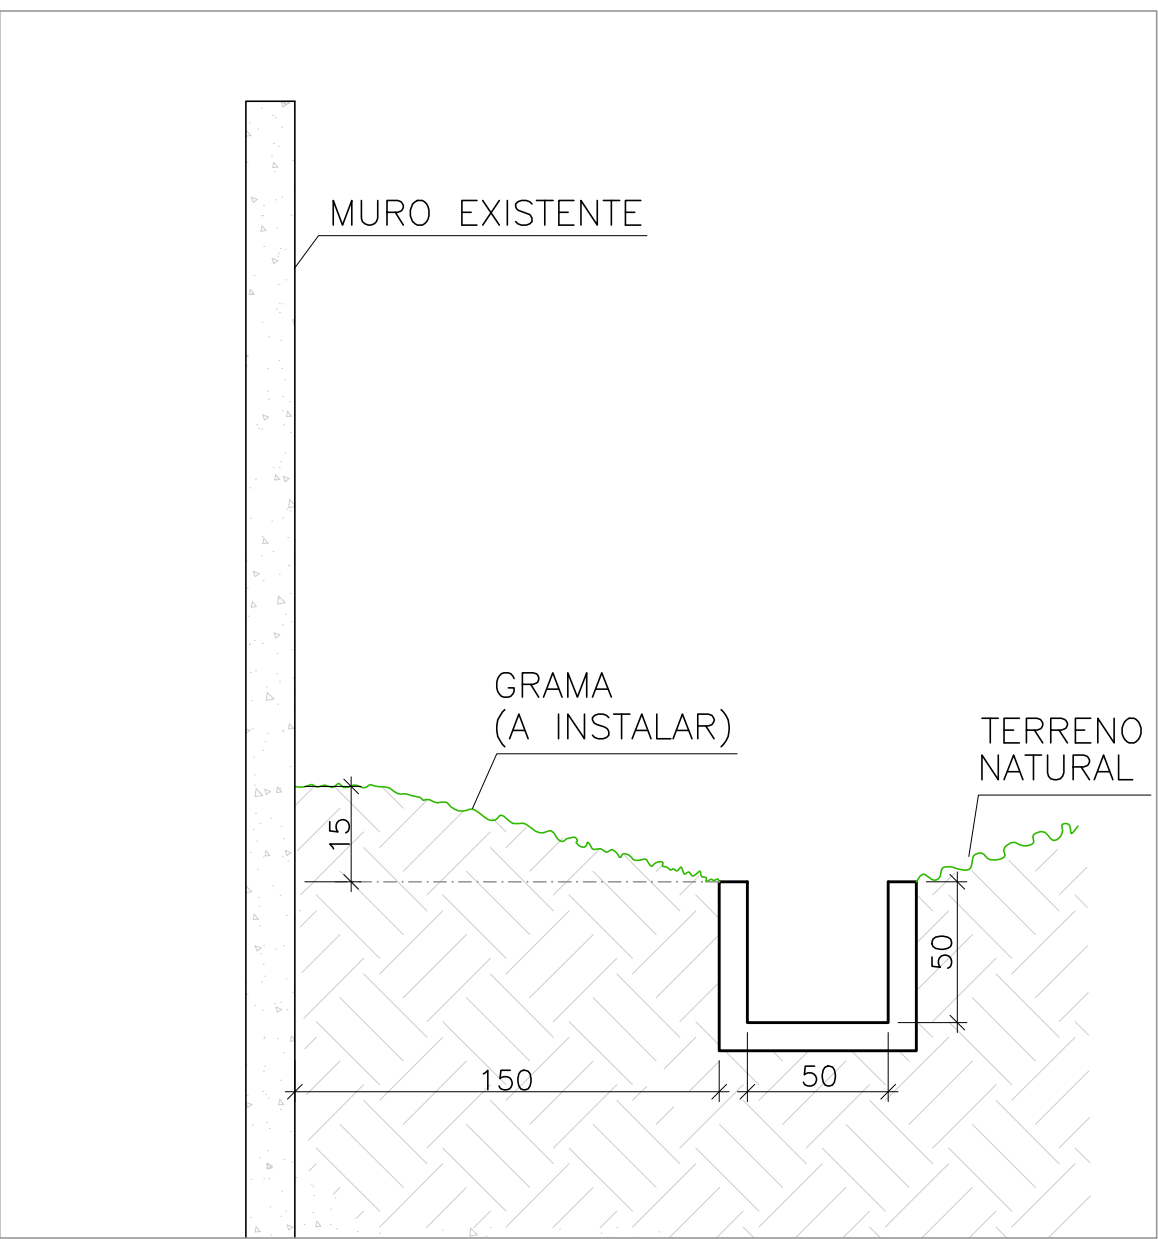 MURO EXISTENTE
GRAMA
(A INSTALAR)
TERRENO
NATURAL
15
50
150
50